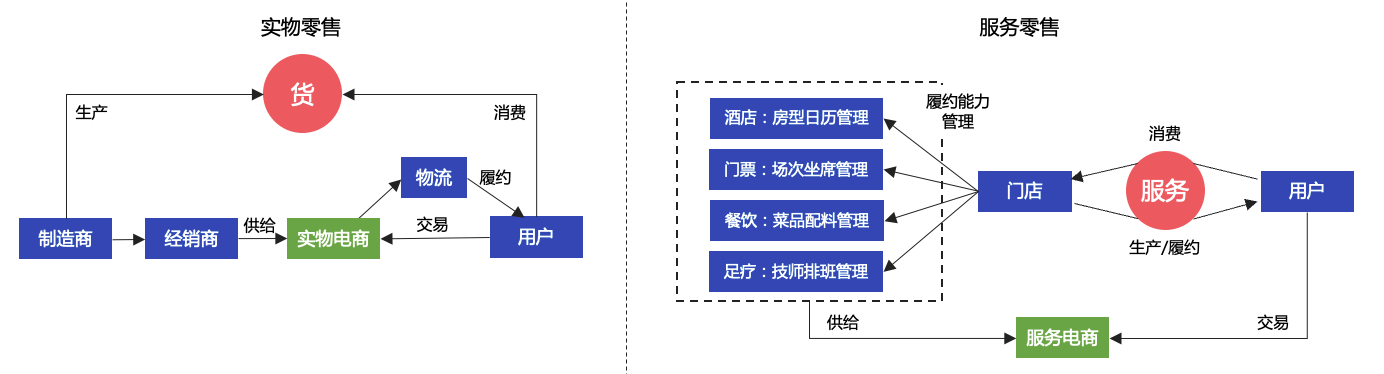 实物零售
货
生产
消费
物流
履约
制造商
经销商
供给
实物电商
交易
用户
服务零售
酒店：房型日历管理
门票：场次坐席管理
餐饮：菜品配料管理
足疗：技师排班管理
履约能力
管理
门店
消费
服务
生产/履约
用户
供给
服务电商
交易